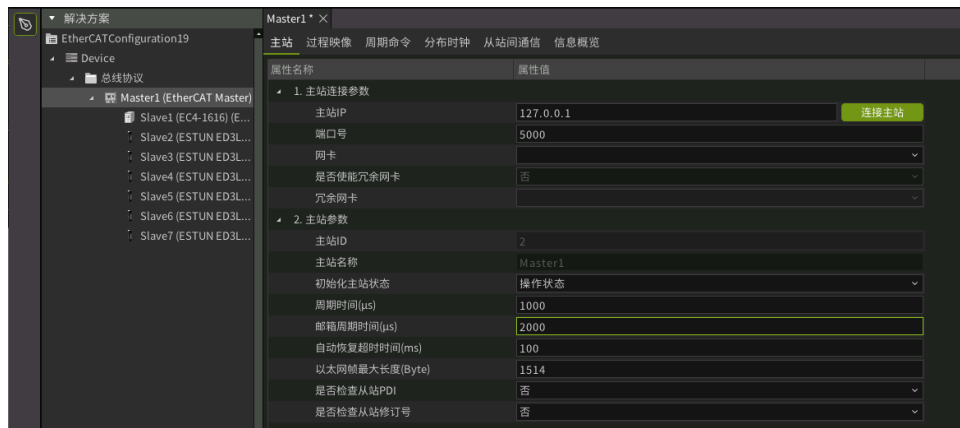 解决方案
EtherCATConfiguration19
Device
总线协议
Master1 (EtherCAT Master)
Slave1 (EC4-1616) (E...
Slave2 (ESTUN ED3L...
Slave3 (ESTUN ED3L...
Slave4 (ESTUN ED3L...
Slave5 (ESTUN ED3L...
Slave6 (ESTUN ED3L...
Slave7 (ESTUN ED3L...
Master1 *
主站 过程映像 周期命令 分布时钟 从站间通信 信息概览
属性名称 属性值
1. 主站连接参数
主站IP 127.0.0.1 连接主站
端口号 5000
网卡
是否使能冗余网卡 否
冗余网卡
2. 主站参数
主站ID 2
主站名称 Master1
初始化主站状态 操作状态
周期时间(μs) 1000
邮箱周期时间(μs) 2000
自动恢复超时时间(ms) 100
以太网帧最大长度(Byte) 1514
是否检查从站PDI 否
是否检查从站修订号 否